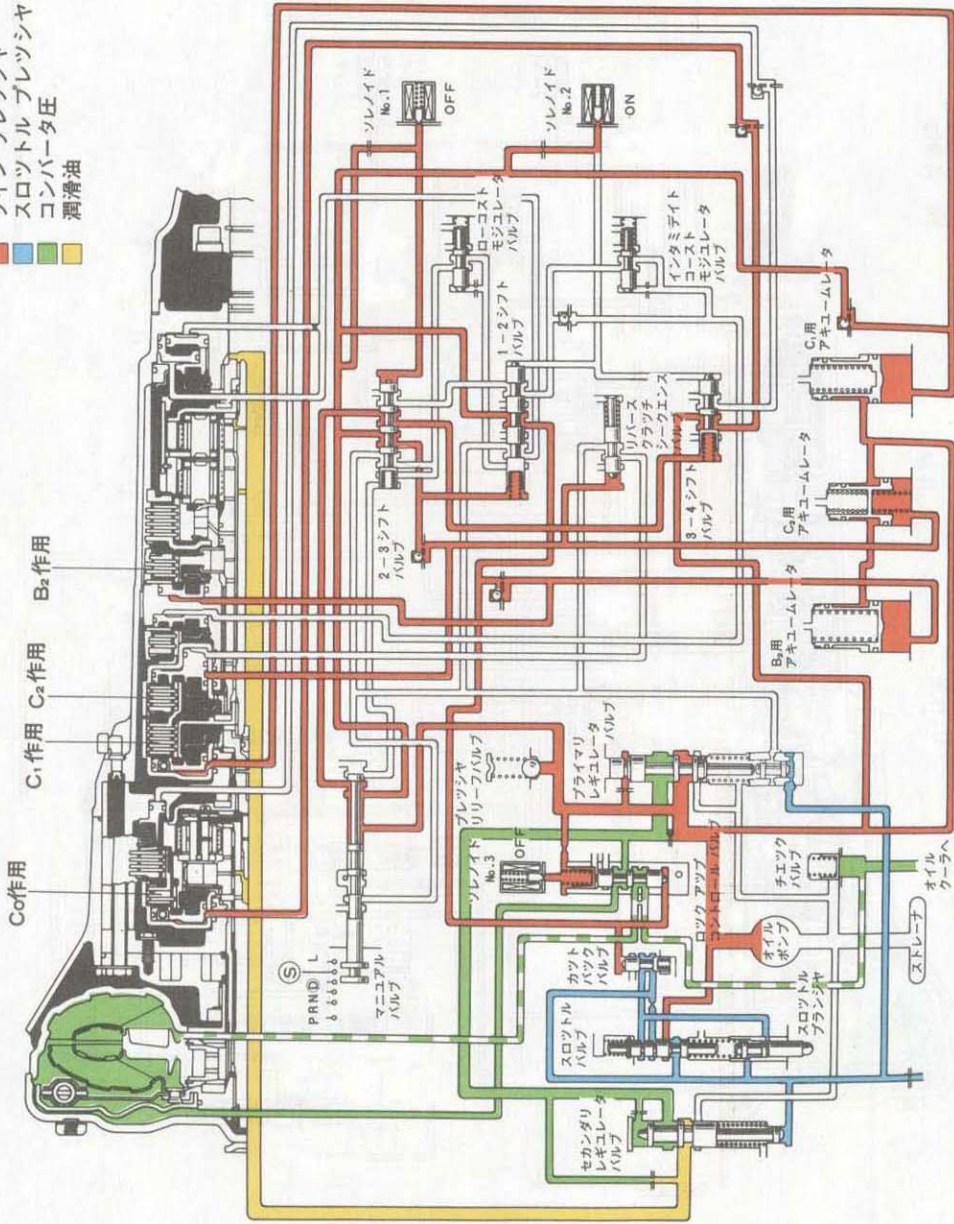 ライン プレッシャ
スロットル プレッシャ
コンバータ圧
潤滑油
C₀作用
C₁作用
C₂作用
B₂作用
ソレノイド
No.1
OFF
ソレノイド
No.2
ON
ローコースト
モジュレータ
バルブ
インタミデイト
コースト
モジュレータ
バルブ
2-3シフト
バルブ
1-2シフト
バルブ
リバース
クラッチ
シークエンス
バルブ
3-4シフト
バルブ
C₁用
アキュームレータ
C₂用
アキュームレータ
B₂用
アキュームレータ
PRND
S
L
マニュアル
バルブ
プレッシャ
リリーフバルブ
プライマリ
レギュレータ
バルブ
ソレノイド
No.3
OFF
ロックアップ
コントロールバルブ
カット
バック
バルブ
スロットル
バルブ
スロットル
プランジャ
セカンダリ
レギュレータ
バルブ
オイル
ポンプ
チェック
バルブ
ストレーナ
オイル
クーラへ